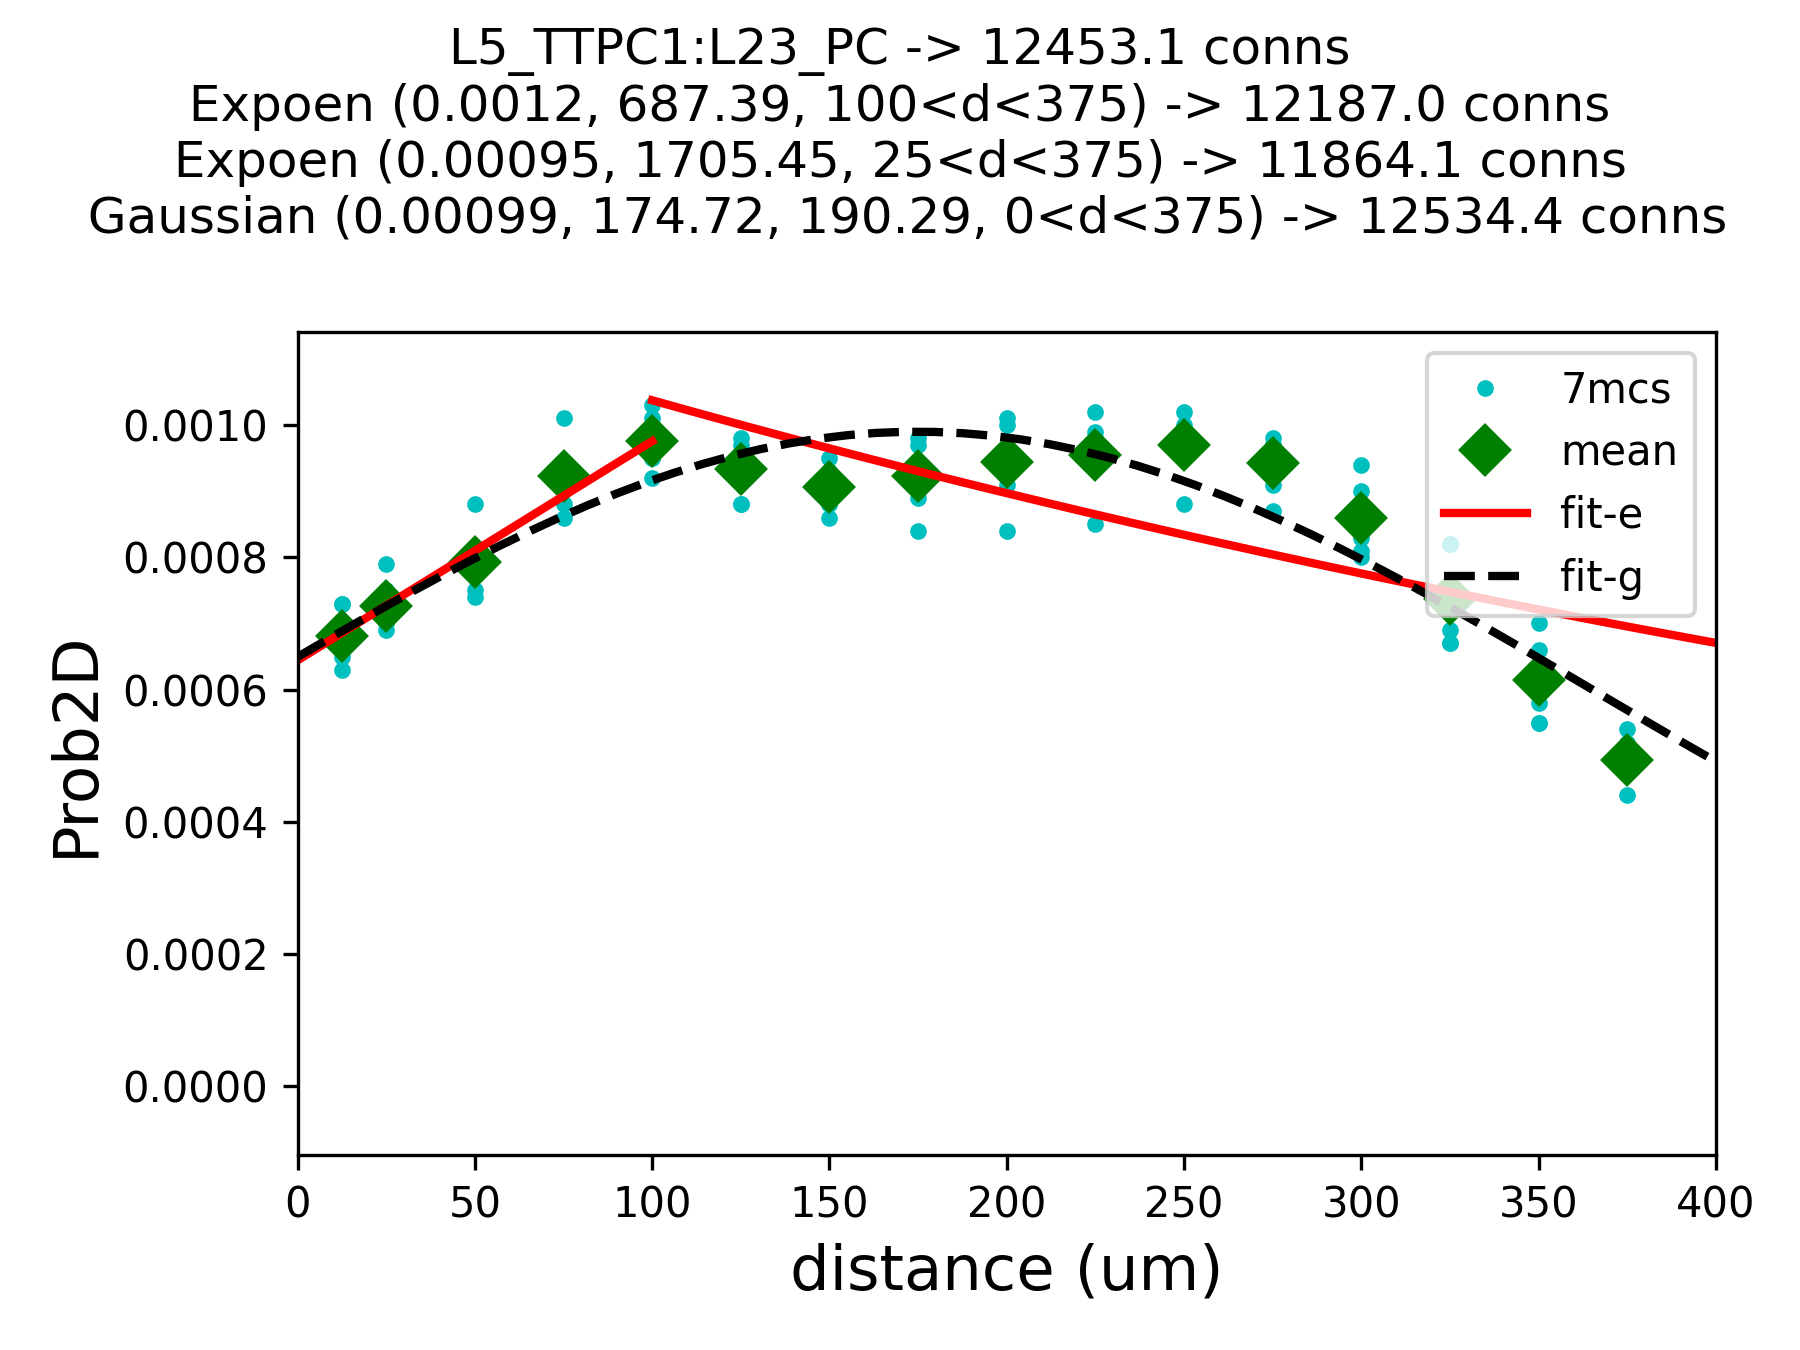 L5_TTPC1:L23_PC -> 12453.1 conns
Expoen (0.0012, 687.39, 100<d<375) -> 12187.0 conns
Expoen (0.00095, 1705.45, 25<d<375) -> 11864.1 conns
Gaussian (0.00099, 174.72, 190.29, 0<d<375) -> 12534.4 conns
7mcs
mean
fit-e
fit-g
Prob2D
0.0010
0.0008
0.0006
0.0004
0.0002
0.0000
0 50 100 150 200 250 300 350 400
distance (um)